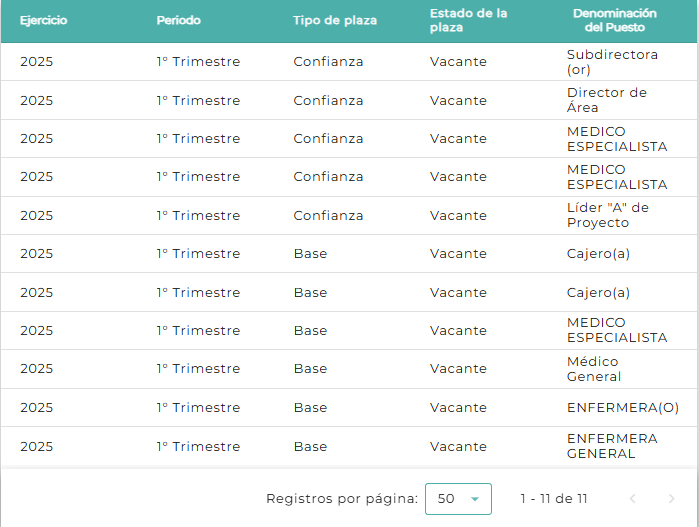 Ejercicio Periodo Tipo de plaza Estado de la plaza Denominación del Puesto
2025 1° Trimestre Confianza Vacante Subdirectora (or)
2025 1° Trimestre Confianza Vacante Director de Área
2025 1° Trimestre Confianza Vacante MEDICO ESPECIALISTA
2025 1° Trimestre Confianza Vacante MEDICO ESPECIALISTA
2025 1° Trimestre Confianza Vacante Líder "A" de Proyecto
2025 1° Trimestre Base Vacante Cajero(a)
2025 1° Trimestre Base Vacante Cajero(a)
2025 1° Trimestre Base Vacante MEDICO ESPECIALISTA
2025 1° Trimestre Base Vacante Médico General
2025 1° Trimestre Base Vacante ENFERMERA(O)
2025 1° Trimestre Base Vacante ENFERMERA GENERAL
Registros por página: 50 1 - 11 de 11